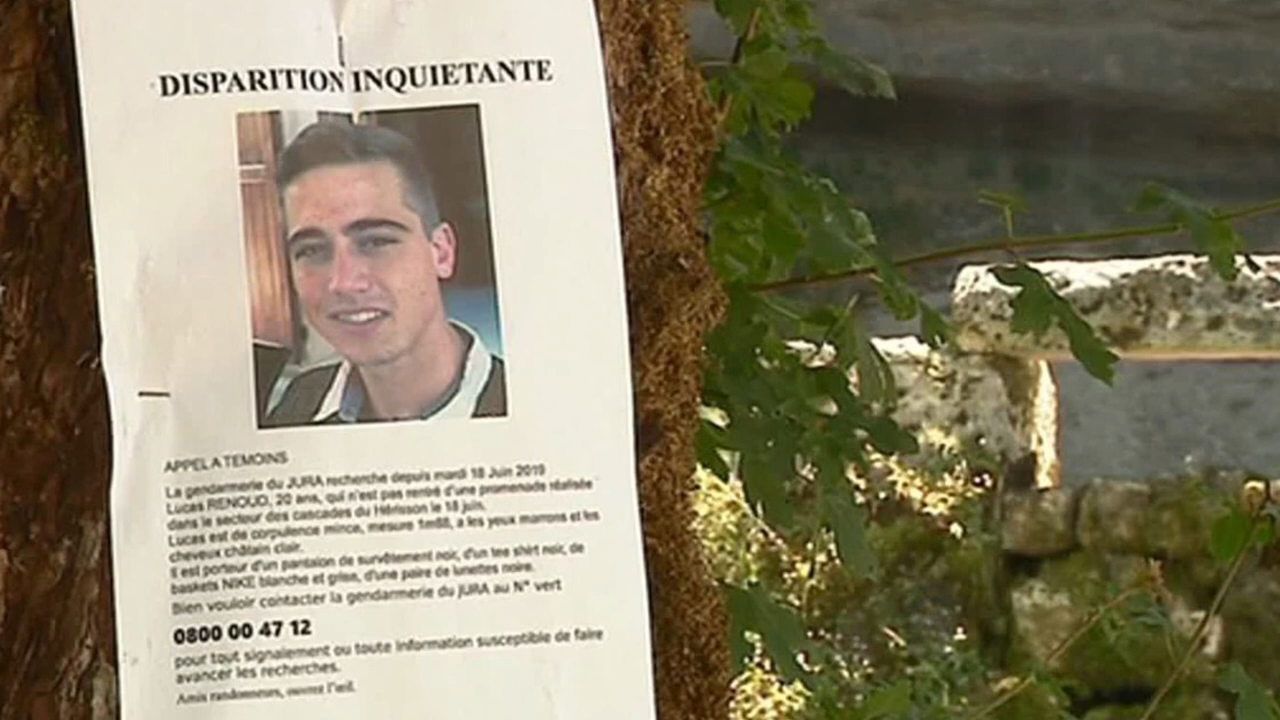 DISPARITION INQUIETANTE
APPEL A TEMOINS
La gendarmerie du JURA recherche depuis mardi 18 Juin 2019
Lucas RENOUD, 20 ans, qui n'est pas rentré d'une promenade réalisée
dans le secteur des cascades du Hérisson le 18 juin.
Lucas est de corpulence mince, mesure 1m88, a les yeux marrons et les
cheveux châtain clair.
Il est porteur d'un pantalon de survêtement noir, d'un tee shirt noir, de
baskets NIKE blanche et grise, d'une paire de lunettes noire.
Bien vouloir contacter la gendarmerie du JURA au N° vert
0800 00 47 12
pour tout signalement ou toute information susceptible de faire
avancer les recherches.
Amis randonneurs, ouvrez l'œil.